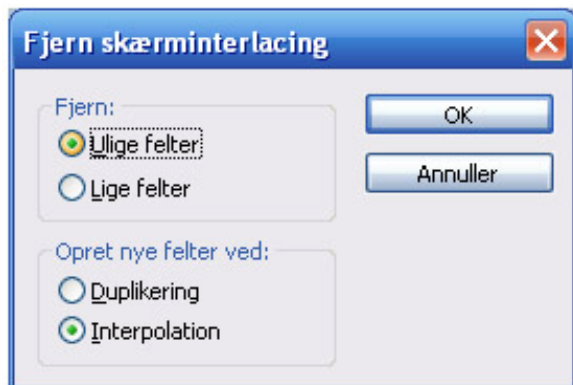 Fjern skærminterlacing
Fjern:
Ulige felter
Lige felter
OK
Annuller
Opret nye felter ved:
Duplikering
Interpolation